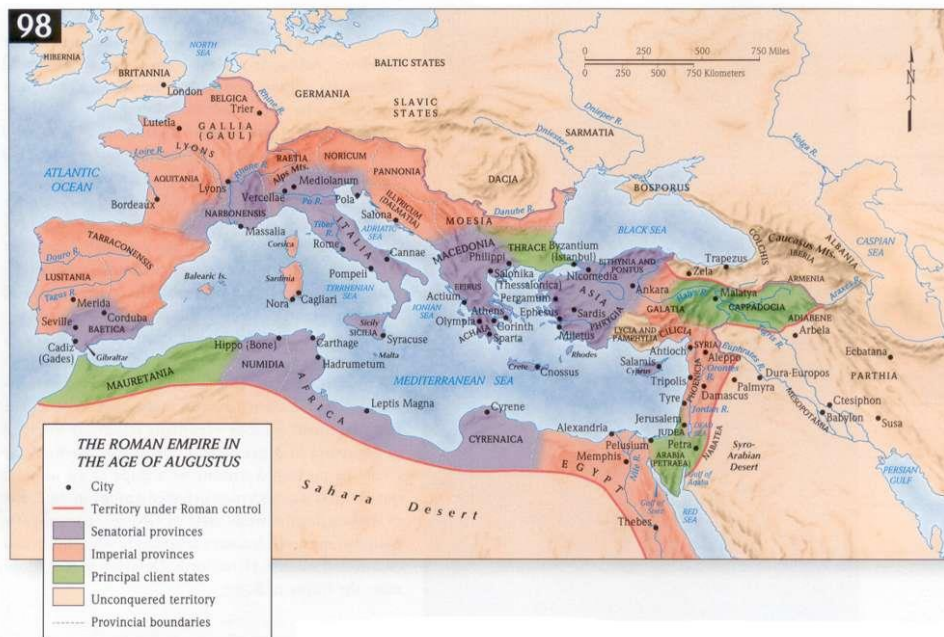 98
HIBERNIA
NORTH
SEA
BRITANNIA
London
BALTIC STATES
0 250 500 750 Miles
0 250 500 750 Kilometers
N
BELGICA
Trier
Rhine R.
GERMANIA
SLAVIC
STATES
Dnieper R.
Dniester R.
SARMATIA
Volga R.
Lutetia
GALLIA
(GAUL)
Loire R.
LYONS
ATLANTIC
OCEAN
AQUITANIA
Lyons
Rhone R.
RAETIA
NORICUM
Alps Mts.
PANNONIA
DACIA
BOSPORUS
Bordeaux
Mediolanum
Vercellae
Po R.
Pola
NARBONENSIS
Massalia
ILLYRICUM
(DALMATIA)
Salona
ADRIATIC
SEA
MOESIA
Danube R.
BLACK SEA
Caucasus Mts.
COLCHIS
IBERIA
ALBANIA
CASPIAN
SEA
TARRACONENSIS
Douro R.
LUSITANIA
Tagus R.
Merida
Corduba
Seville
BAETICA
Cadiz
(Gades)
Gibraltar
Balearic Is.
Corsica
Sardinia
Nora
Cagliari
ITALIA
Tiber
R.
Rome
Cannae
Pompeii
TYRRHENIAN
SEA
MACEDONIA
THRACE
Byzantium
(Istanbul)
Philippi
Salonika
(Thessalonica)
Nicomedia
BITHYNIA AND
PONTUS
Trapezus
Zela
ARMENIA
Araxes R.
EPIRUS
Actium
IONIAN
SEA
Olympia
Athens
Corinth
ACHAIA
Sparta
Pergamum
ASIA
Ephesus
Sardis
Miletus
PHRYGIA
Ankara
GALATIA
Halys R.
Malatya
CAPPADOCIA
ADIABENE
Arbela
LYCIA AND
PAMPHYLIA
CILICIA
Rhodes
Sicily
SICILIA
Syracuse
Malta
Hippo (Bone)
Carthage
Hadrumetum
NUMIDIA
MAURETANIA
AFRICA
MEDITERRANEAN SEA
Crete
Cnossus
Salamis
Cyprus
Antioch
SYRIA
Aleppo
Orontes
R.
Euphrates R.
Tigris R.
Ecbatana
PARTHIA
Tripolis
PHOENICIA
Damascus
Palmyra
Dura-Europos
MESOPOTAMIA
Ctesiphon
Babylon
Susa
Tyre
Jordan R.
Jerusalem
JUDEA
DEAD
SEA
Leptis Magna
Cyrene
CYRENAICA
Alexandria
Pelusium
Memphis
EGYPT
Nile R.
Petra
ARABIA
(PETRAEA)
NABATEA
Syro-
Arabian
Desert
Gulf of
Aqaba
Gulf of
Suez
RED
SEA
PERSIAN
GULF
Thebes
Sahara Desert
THE ROMAN EMPIRE IN
THE AGE OF AUGUSTUS
City
Territory under Roman control
Senatorial provinces
Imperial provinces
Principal client states
Unconquered territory
Provincial boundaries